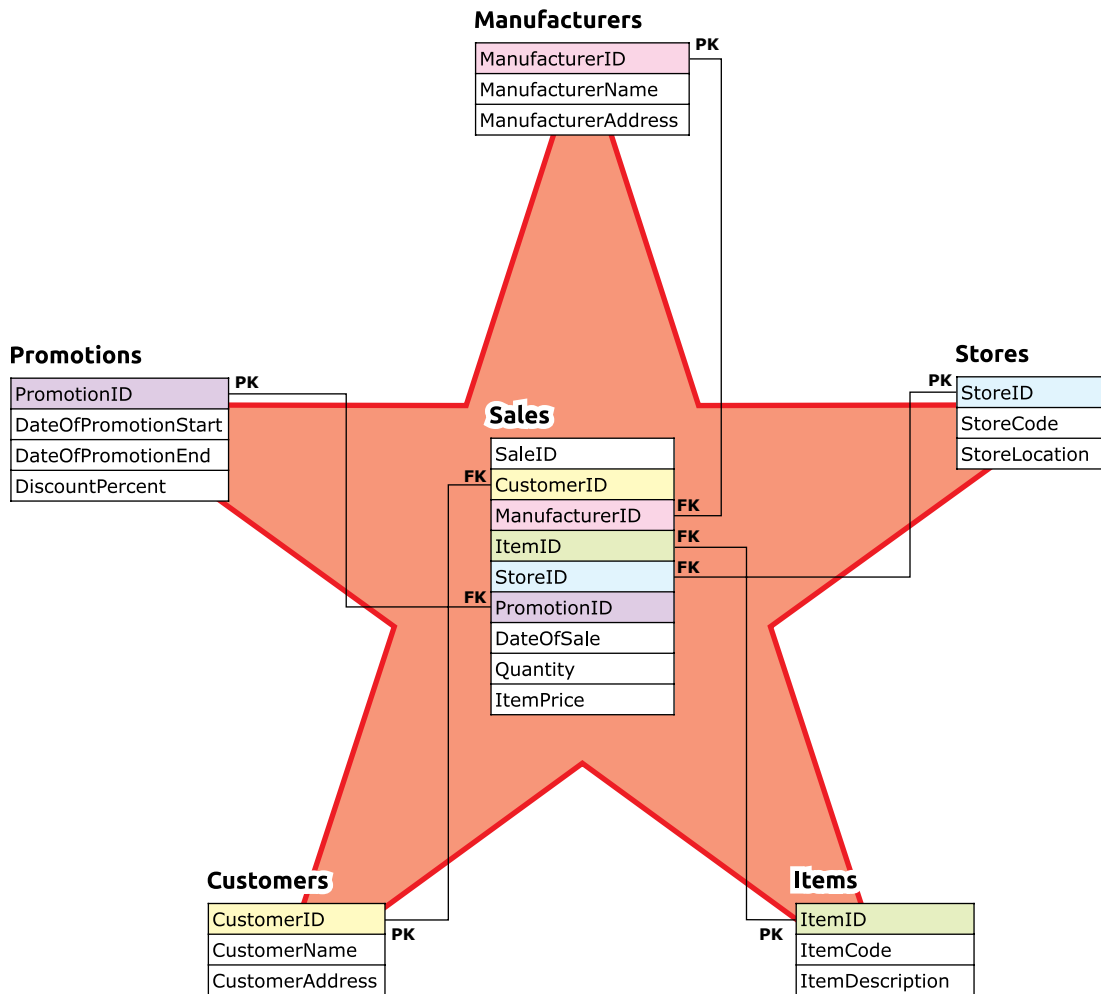 Manufacturers
PK
ManufacturerID
ManufacturerName
ManufacturerAddress
Promotions
PK
PromotionID
DateOfPromotionStart
DateOfPromotionEnd
DiscountPercent
Stores
PK
StoreID
StoreCode
StoreLocation
Sales
SaleID
FK
CustomerID
ManufacturerID
FK
ItemID
FK
StoreID
FK
FK
PromotionID
DateOfSale
Quantity
ItemPrice
Customers
CustomerID
PK
CustomerName
CustomerAddress
Items
ItemID
PK
ItemCode
ItemDescription